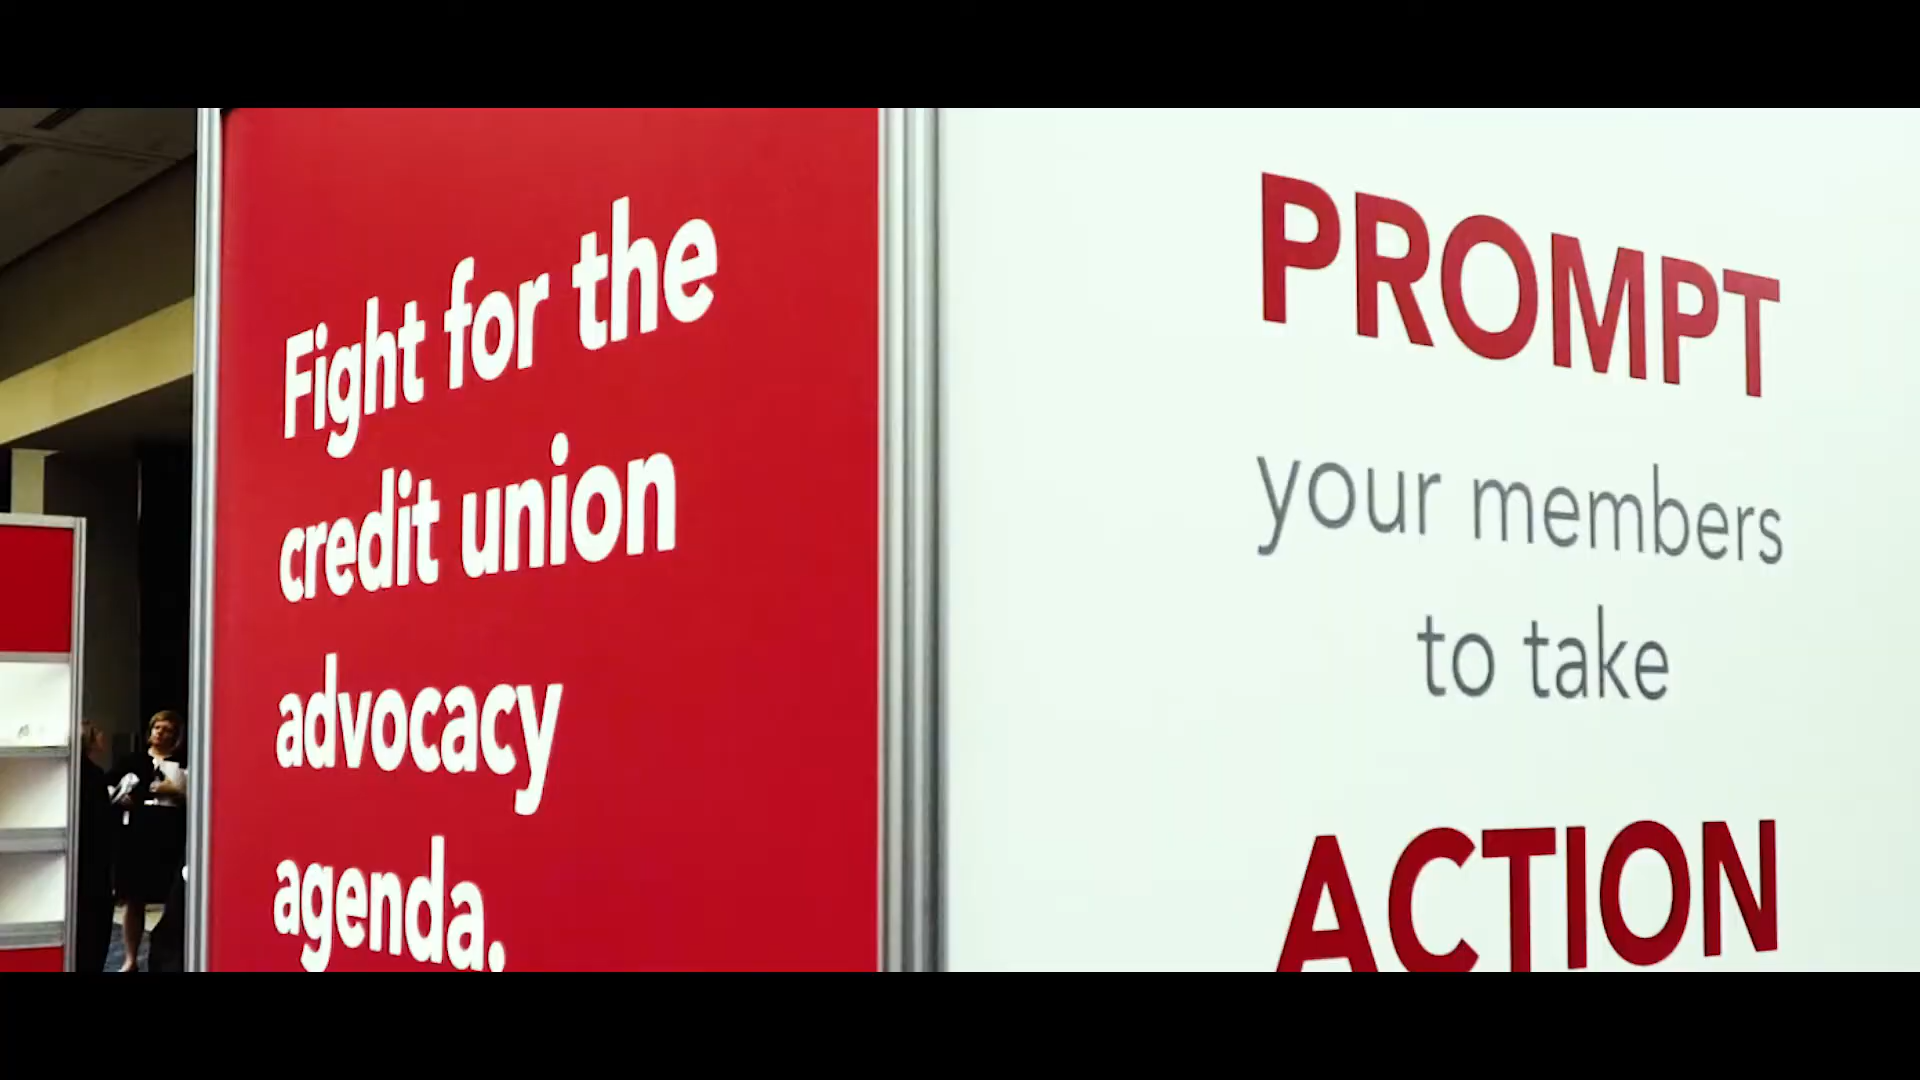 Fight for the
credit union
advocacy
agenda.
PROMPT
your members
to take
ACTION